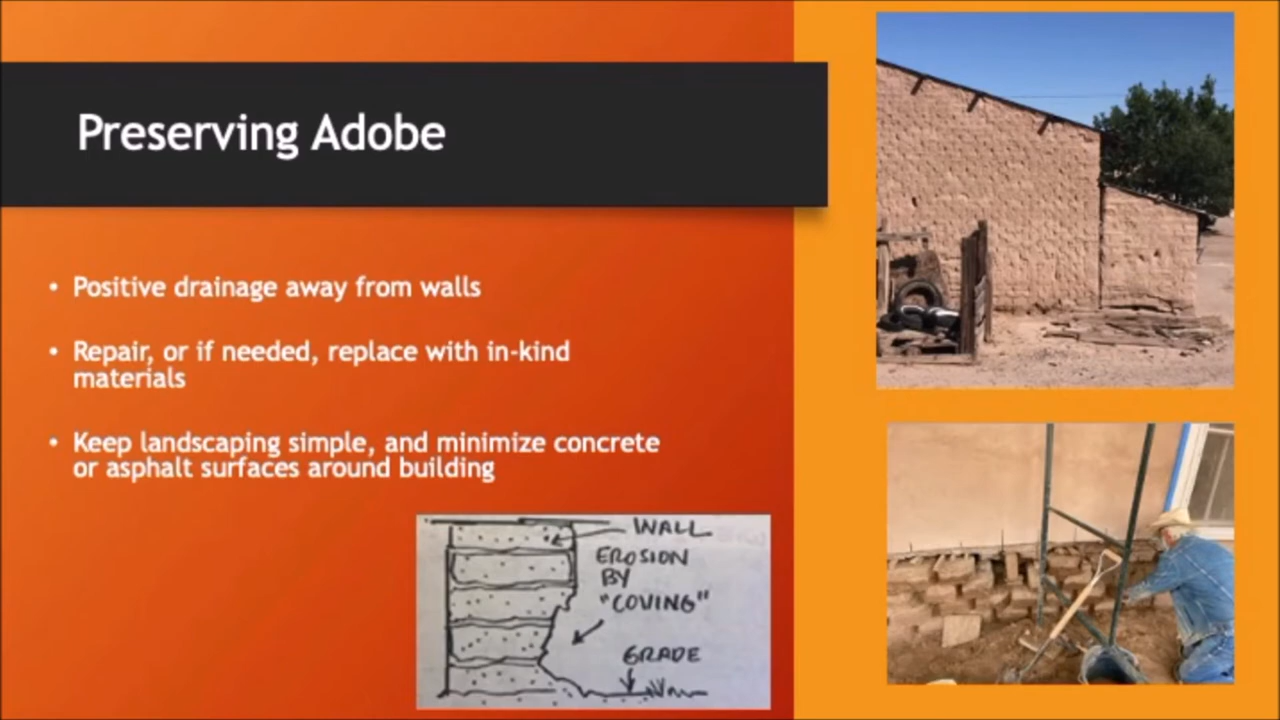 Preserving Adobe
• Positive drainage away from walls
• Repair, or if needed, replace with in-kind
materials
• Keep landscaping simple, and minimize concrete
or asphalt surfaces around building
WALL
EROSION
BY
"COVING"
GRADE